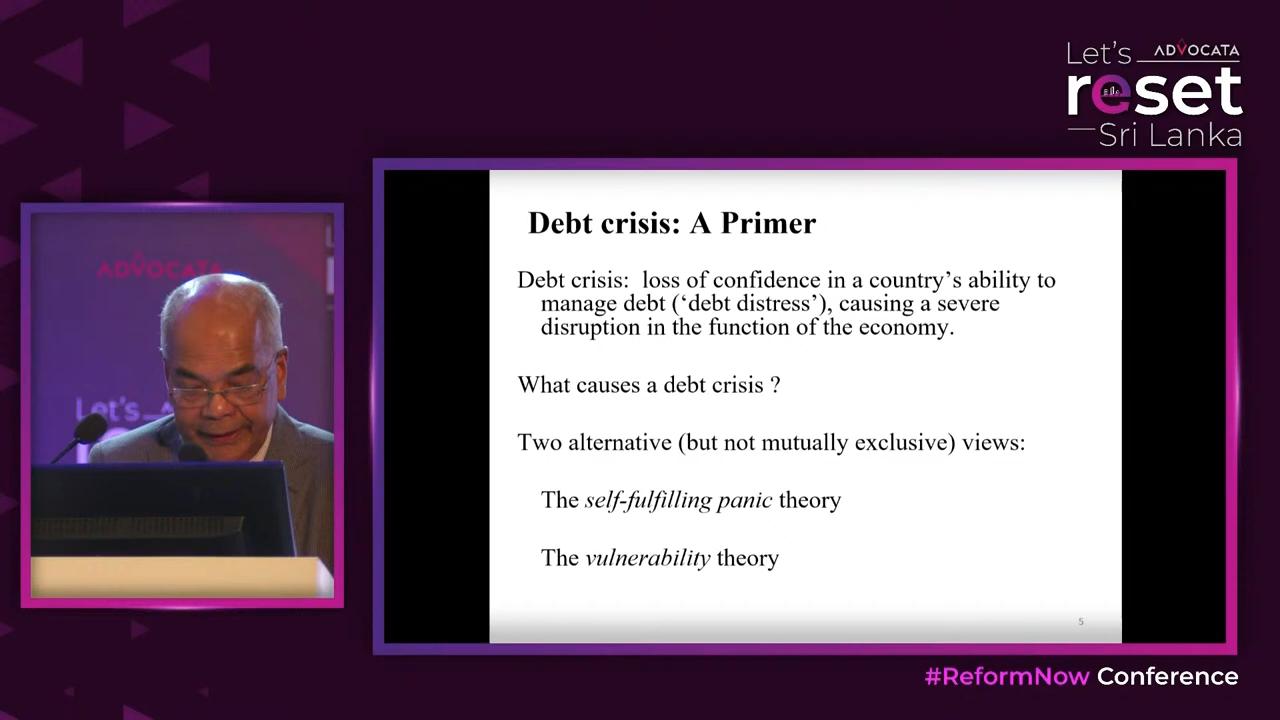 Let's
ADVOCATA
reset
Sri Lanka
ADVOCATA
Let's
Debt crisis: A Primer
Debt crisis: loss of confidence in a country’s ability to
manage debt (‘debt distress’), causing a severe
disruption in the function of the economy.
What causes a debt crisis ?
Two alternative (but not mutually exclusive) views:
The self-fulfilling panic theory
The vulnerability theory
5
#ReformNow Conference